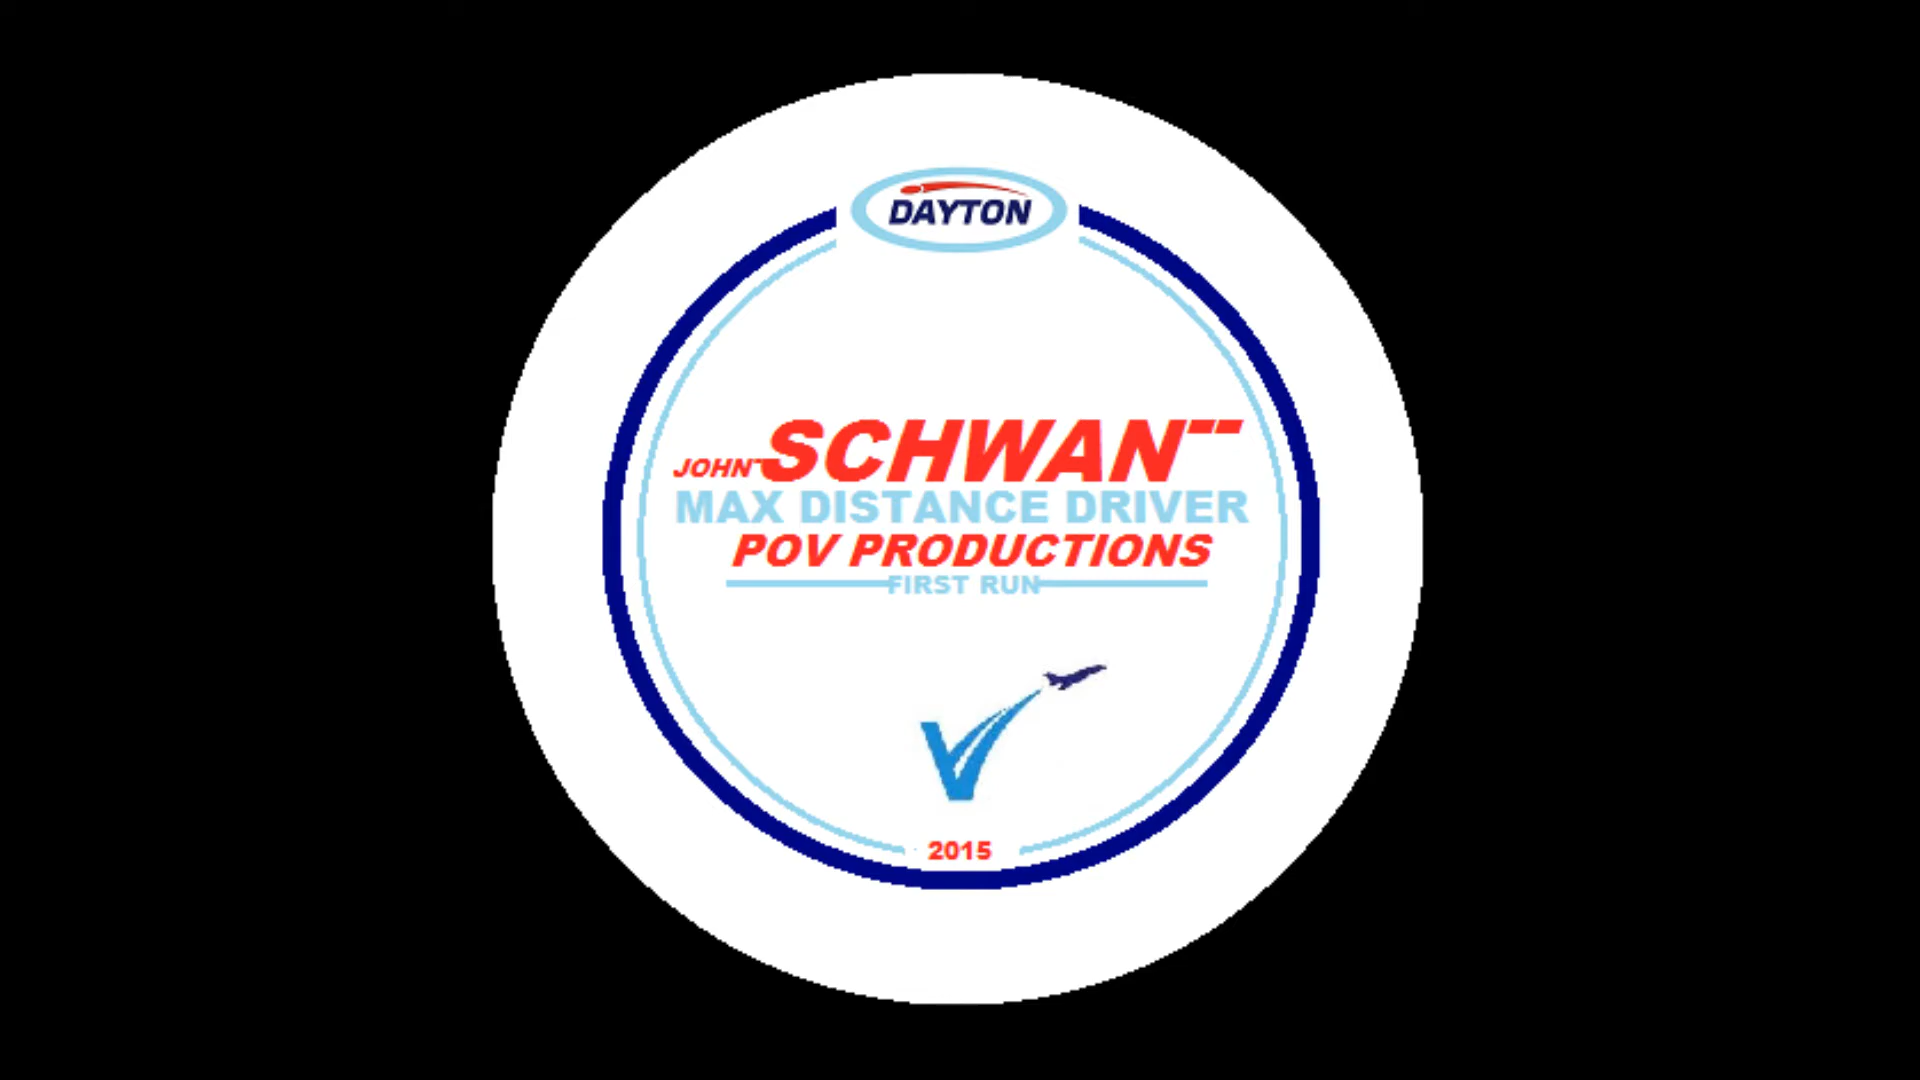 DAYTON
JOHN SCHWAN
MAX DISTANCE DRIVER
POV PRODUCTIONS
FIRST RUN
2015